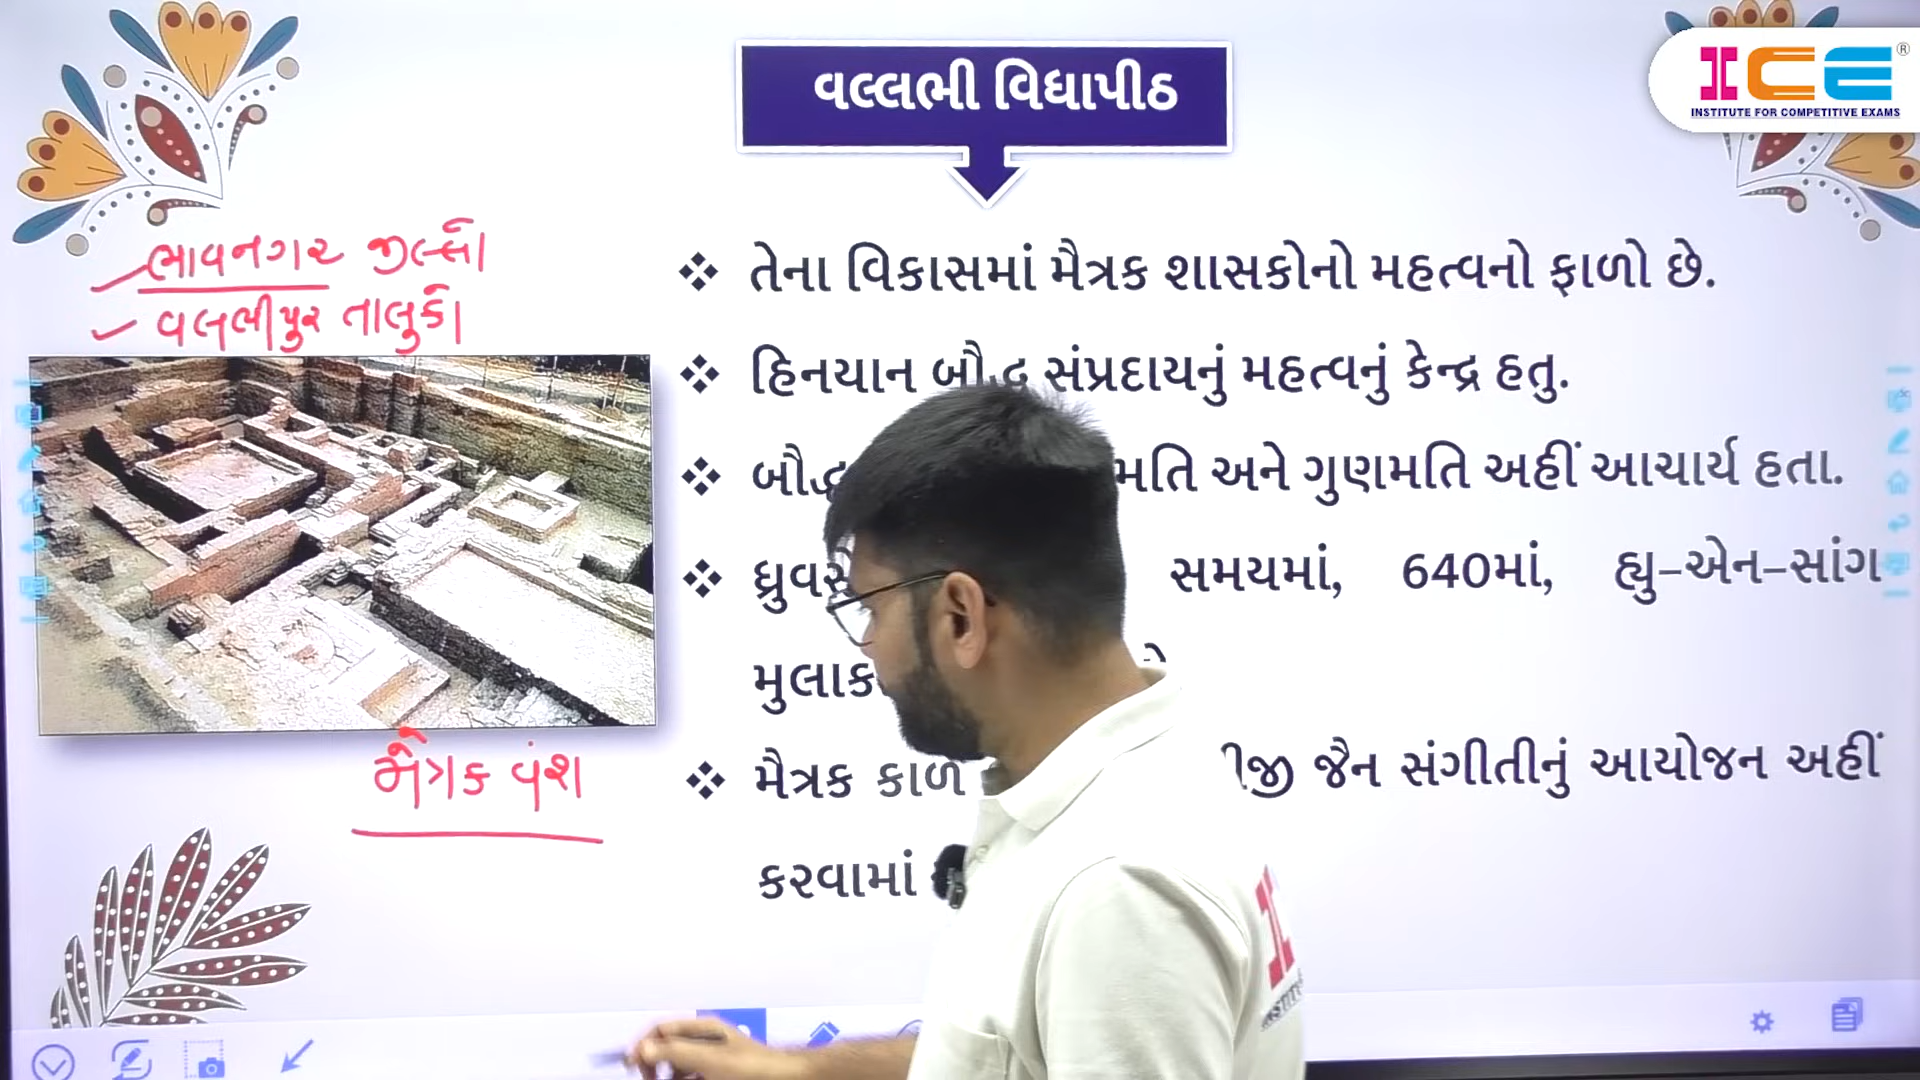 વલ્લભી વિદ્યાપીઠ
ICE ®
INSTITUTE FOR COMPETITIVE EXAMS
ભાવનગર જીલ્લો
વલભીપુર તાલુકો
❖ તેના વિકાસમાં મૈત્રક શાસકોનો મહત્વનો ફાળો છે.
❖ હિનયાન બૌદ્ધ સંપ્રદાયનું મહત્વનું કેન્દ્ર હતુ.
❖ બૌદ્ધ મતિ અને ગુણમતિ અહીં આચાર્ય હતા.
❖ સમયમાં, 640માં, હ્યુ-એન-સાંગ
❖ મૈત્રક કાળ જૈન સંગીતીનું આયોજન અહીં
કરવામાં
મૈત્રક વંશ